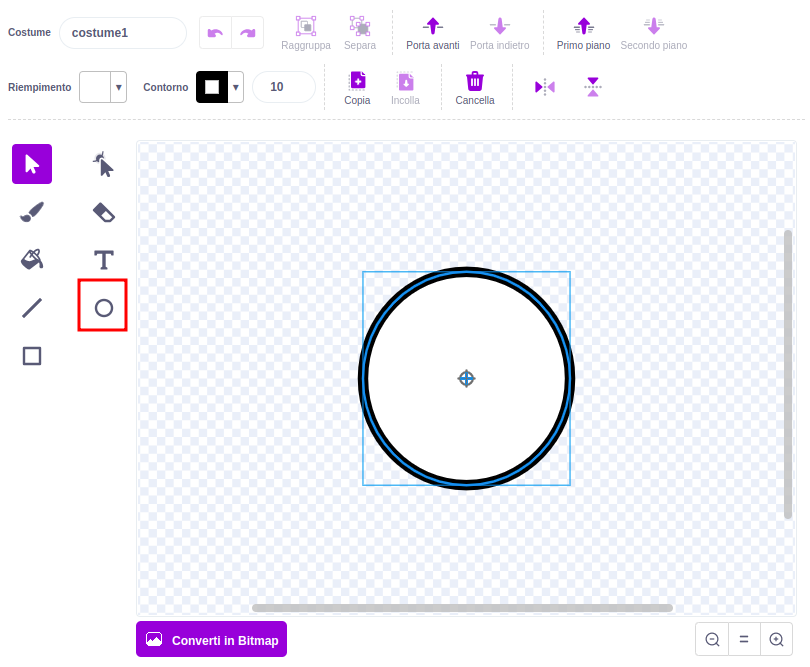 Costume
costume1
Raggruppa
Separa
Porta avanti
Porta indietro
Primo piano
Secondo piano
Riempimento
Contorno
10
Copia
Incolla
Cancella
Converti in Bitmap